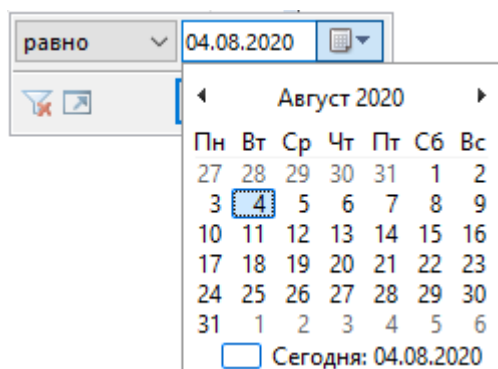 равно 04.08.2020
Август 2020
Пн Вт Ср Чт Пт Сб Вс
27 28 29 30 31 1 2
3 4 5 6 7 8 9
10 11 12 13 14 15 16
17 18 19 20 21 22 23
24 25 26 27 28 29 30
31 1 2 3 4 5 6
Сегодня: 04.08.2020